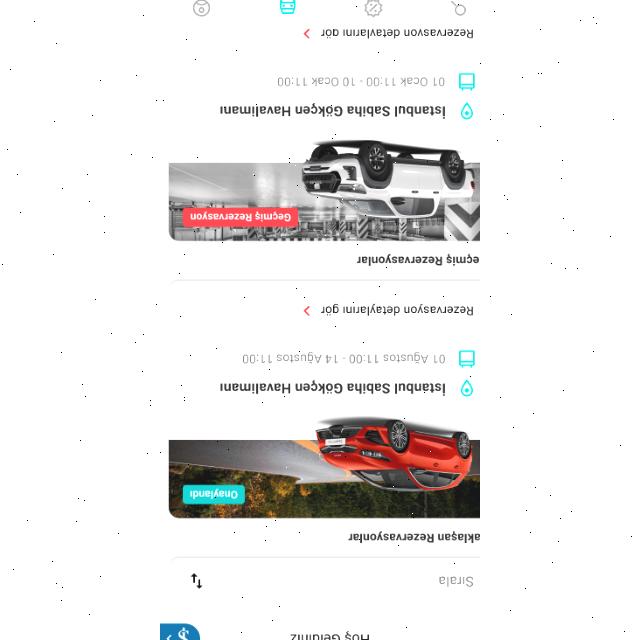 Hoş Geldiniz
Sırala
aklaşan Rezervasyonlar
Onaylandı
İstanbul Sabiha Gökçen Havalimanı
01 Ağustos 11:00 - 14 Ağustos 11:00
Rezervasyon detaylarını gör
eçmiş Rezervasyonlar
Geçmiş Rezervasyon
İstanbul Sabiha Gökçen Havalimanı
01 Ocak 11:00 - 10 Ocak 11:00
Rezervasyon detaylarını gör